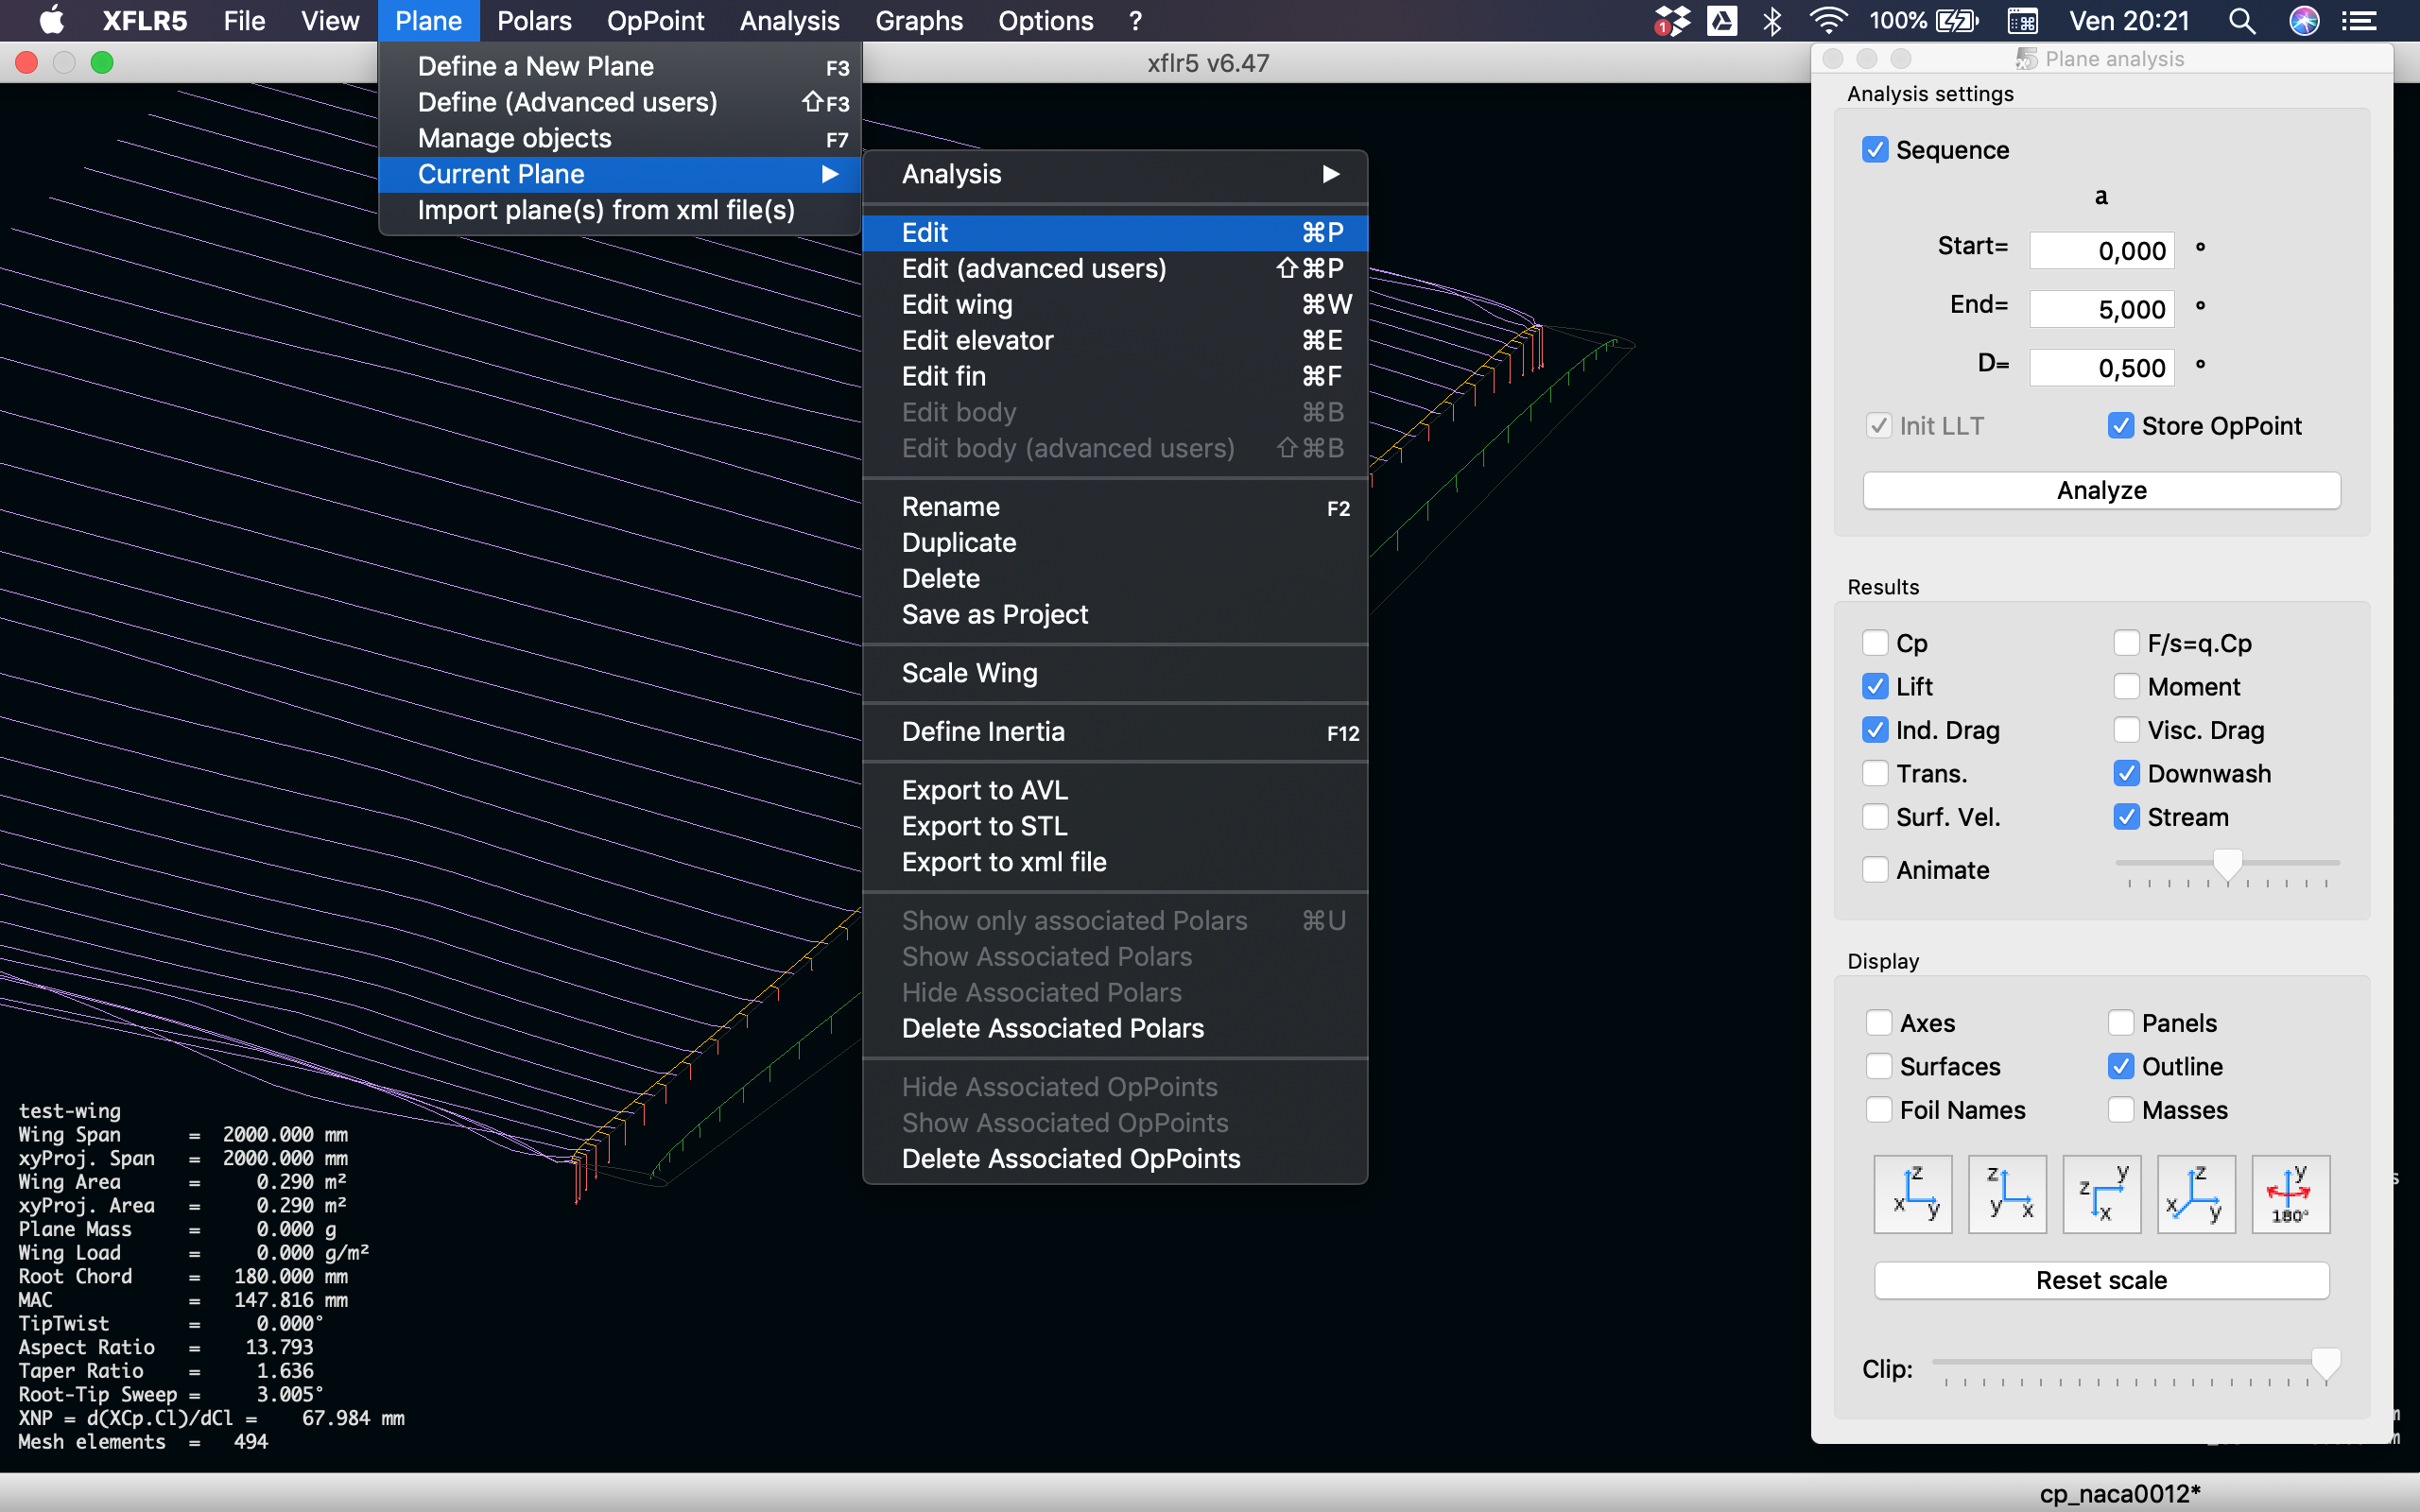 XFLR5 File View Plane Polars OpPoint Analysis Graphs Options ? 1 100% Ven 20:21
xflr5 v6.47
Define a New Plane F3
Define (Advanced users) ⇧F3
Manage objects F7
Current Plane ▶
Import plane(s) from xml file(s)
Analysis ▶
Edit ⌘P
Edit (advanced users) ⇧⌘P
Edit wing ⌘W
Edit elevator ⌘E
Edit fin ⌘F
Edit body ⌘B
Edit body (advanced users) ⇧⌘B
Rename F2
Duplicate
Delete
Save as Project
Scale Wing
Define Inertia F12
Export to AVL
Export to STL
Export to xml file
Show only associated Polars ⌘U
Show Associated Polars
Hide Associated Polars
Delete Associated Polars
Hide Associated OpPoints
Show Associated OpPoints
Delete Associated OpPoints
test-wing
Wing Span = 2000.000 mm
xyProj. Span = 2000.000 mm
Wing Area = 0.290 m²
xyProj. Area = 0.290 m²
Plane Mass = 0.000 g
Wing Load = 0.000 g/m²
Root Chord = 180.000 mm
MAC = 147.816 mm
TipTwist = 0.000°
Aspect Ratio = 13.793
Taper Ratio = 1.636
Root-Tip Sweep = 3.005°
XNP = d(XCp.Cl)/dCl = 67.984 mm
Mesh elements = 494
Plane analysis
Analysis settings
Sequence
a
Start= 0,000 °
End= 5,000 °
D= 0,500 °
Init LLT Store OpPoint
Analyze
Results
Cp F/s=q.Cp
Lift Moment
Ind. Drag Visc. Drag
Trans. Downwash
Surf. Vel. Stream
Animate
Display
Axes Panels
Surfaces Outline
Foil Names Masses
z x y
z y x
y z x
z x y
y 180°
Reset scale
Clip:
cp_naca0012*